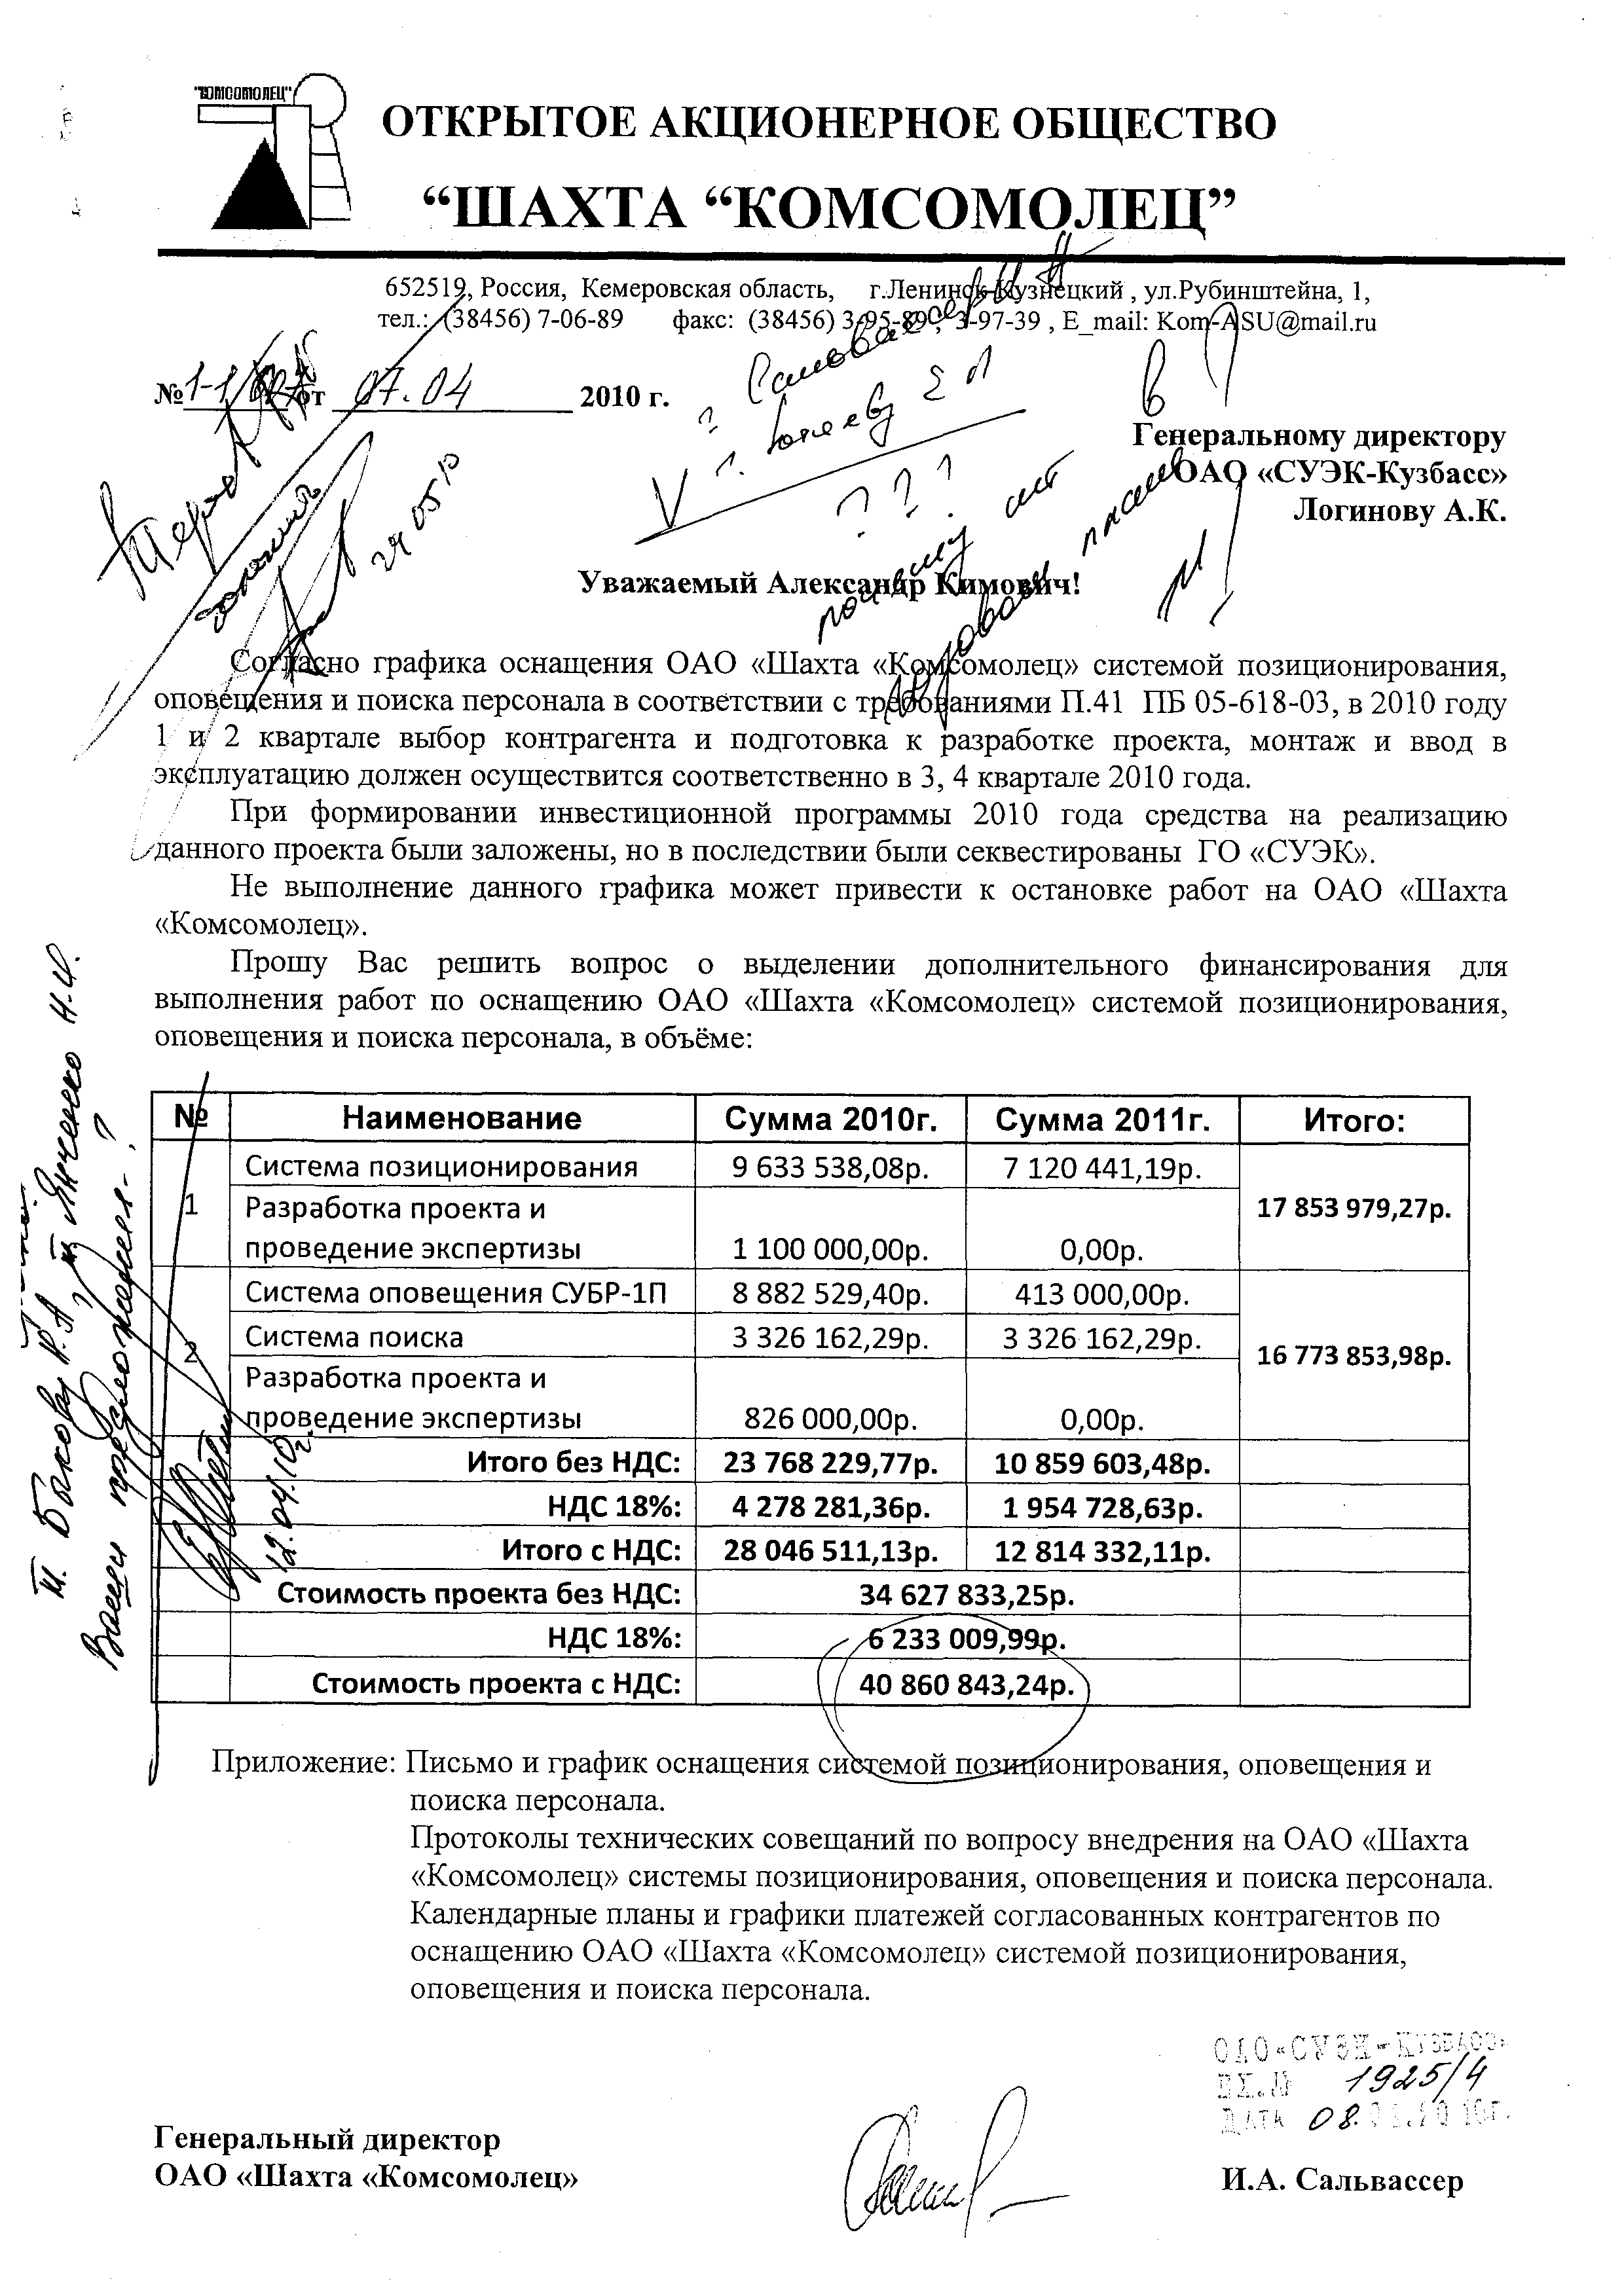 "КОМСОМОЛЕЦ"
ОТКРЫТОЕ АКЦИОНЕРНОЕ ОБЩЕСТВО
“ШАХТА “КОМСОМОЛЕЦ”
652519, Россия, Кемеровская область, г.Ленинск-Кузнецкий , ул.Рубинштейна, 1,
тел.: (38456) 7-06-89 факс: (38456) 3-95-89 , 3-97-39 , E_mail: Kom-ASU@mail.ru
№ 1-1/ от 07.04 2010 г.
Генеральному директору
ОАО «СУЭК-Кузбасс»
Логинову А.К.
24 05 10
? ? ?
почему нет
Уважаемый Александр Кимович!
Согласно графика оснащения ОАО «Шахта «Комсомолец» системой позиционирования,
оповещения и поиска персонала в соответствии с требованиями П.41 ПБ 05-618-03, в 2010 году
1 и 2 квартале выбор контрагента и подготовка к разработке проекта, монтаж и ввод в
эксплуатацию должен осуществится соответственно в 3, 4 квартале 2010 года.
При формировании инвестиционной программы 2010 года средства на реализацию
данного проекта были заложены, но в последствии были секвестированы ГО «СУЭК».
Не выполнение данного графика может привести к остановке работ на ОАО «Шахта
«Комсомолец».
Прошу Вас решить вопрос о выделении дополнительного финансирования для
выполнения работ по оснащению ОАО «Шахта «Комсомолец» системой позиционирования,
оповещения и поиска персонала, в объёме:
№ Наименование Сумма 2010г. Сумма 2011г. Итого:
1 Система позиционирования 9 633 538,08р. 7 120 441,19р. 17 853 979,27р.
Разработка проекта и
проведение экспертизы 1 100 000,00р. 0,00р.
2 Система оповещения СУБР-1П 8 882 529,40р. 413 000,00р. 16 773 853,98р.
Система поиска 3 326 162,29р. 3 326 162,29р.
Разработка проекта и
проведение экспертизы 826 000,00р. 0,00р.
Итого без НДС: 23 768 229,77р. 10 859 603,48р.
НДС 18%: 4 278 281,36р. 1 954 728,63р.
Итого с НДС: 28 046 511,13р. 12 814 332,11р.
Стоимость проекта без НДС: 34 627 833,25р.
НДС 18%: 6 233 009,99р.
Стоимость проекта с НДС: 40 860 843,24р.
т. Быкову И.А, т Янченко Н.И.
Ваши предложения-?
12.04.10г.
Приложение: Письмо и график оснащения системой позиционирования, оповещения и
поиска персонала.
Протоколы технических совещаний по вопросу внедрения на ОАО «Шахта
«Комсомолец» системы позиционирования, оповещения и поиска персонала.
Календарные планы и графики платежей согласованных контрагентов по
оснащению ОАО «Шахта «Комсомолец» системой позиционирования,
оповещения и поиска персонала.
ОАО«СУЭК-КУЗБАСС»
ВХ.№ 1925/4
ДАТА 08.
Генеральный директор
ОАО «Шахта «Комсомолец»
И.А. Сальвассер